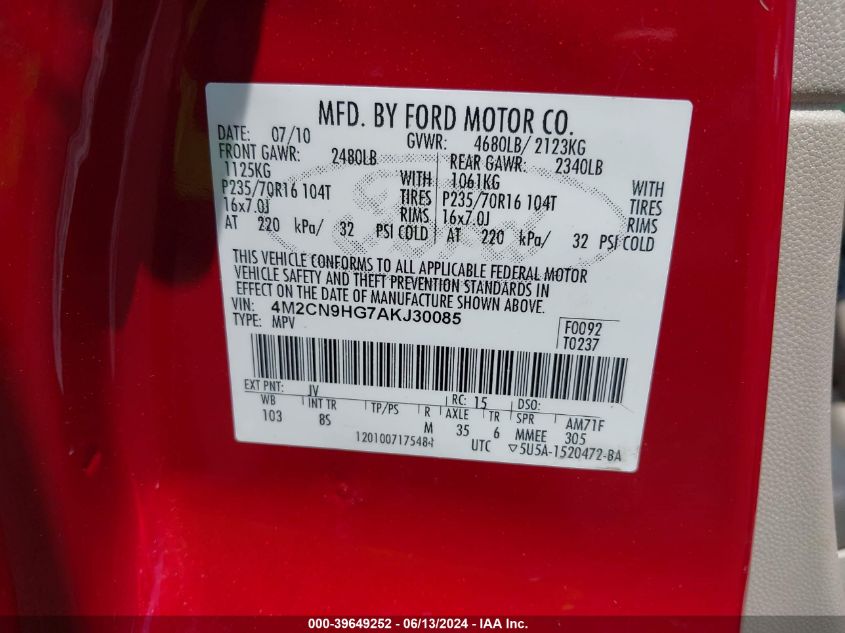 MFD. BY FORD MOTOR CO.
DATE: 07/10 GVWR: 4680LB/ 2123KG
FRONT GAWR: 2480LB REAR GAWR: 2340LB
1125KG WITH 1061KG WITH
P235/70R16 104T TIRES P235/70R16 104T TIRES
16x7.0J RIMS 16x7.0J RIMS
AT 220 kPa/ 32 PSI COLD AT 220 kPa/ 32 PSI COLD
THIS VEHICLE CONFORMS TO ALL APPLICABLE FEDERAL MOTOR
VEHICLE SAFETY AND THEFT PREVENTION STANDARDS IN
EFFECT ON THE DATE OF MANUFACTURE SHOWN ABOVE.
VIN: 4M2CN9HG7AKJ30085
TYPE: MPV
F0092
T0237
EXT PNT: JV RC: 15 DSO:
WB INT TR TP/PS R AXLE TR SPR AM71F
103 8S M 35 6 MMEE 305
UTC ▽5U5A-1520472-BA
Ford
000-39649252 - 06/13/2024 - IAA Inc.